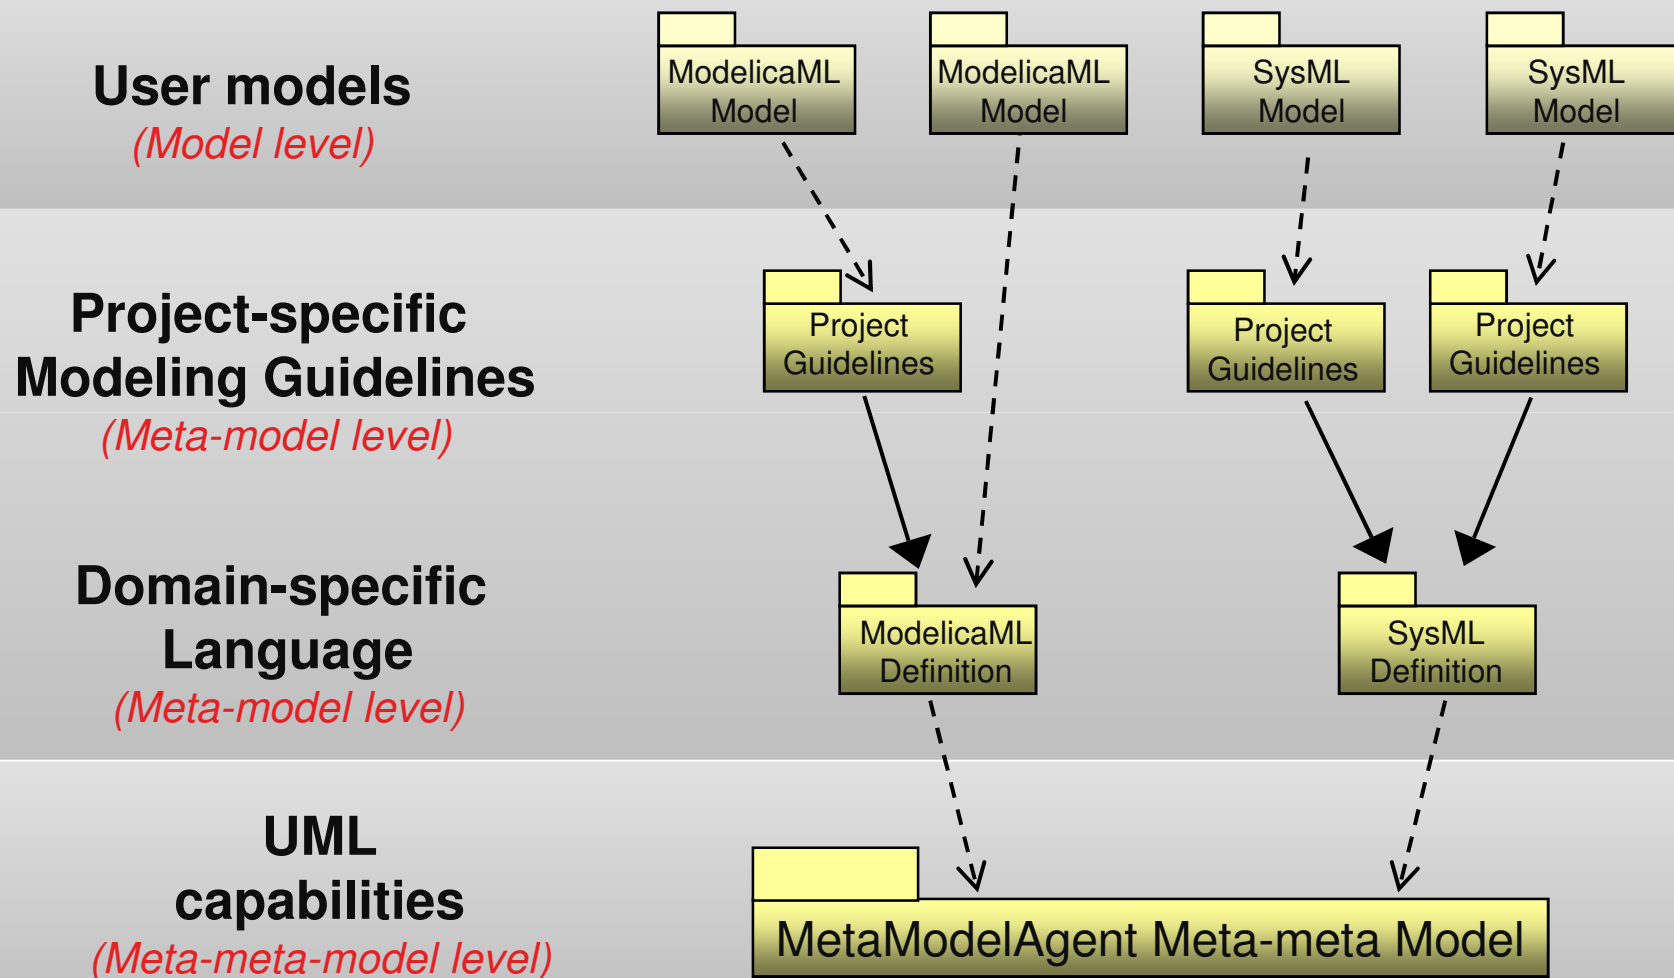 User models
(Model level)
ModelicaML
Model
ModelicaML
Model
SysML
Model
SysML
Model
Project-specific
Modeling Guidelines
(Meta-model level)
Project
Guidelines
Project
Guidelines
Project
Guidelines
Domain-specific
Language
(Meta-model level)
ModelicaML
Definition
SysML
Definition
UML
capabilities
(Meta-meta-model level)
MetaModelAgent Meta-meta Model